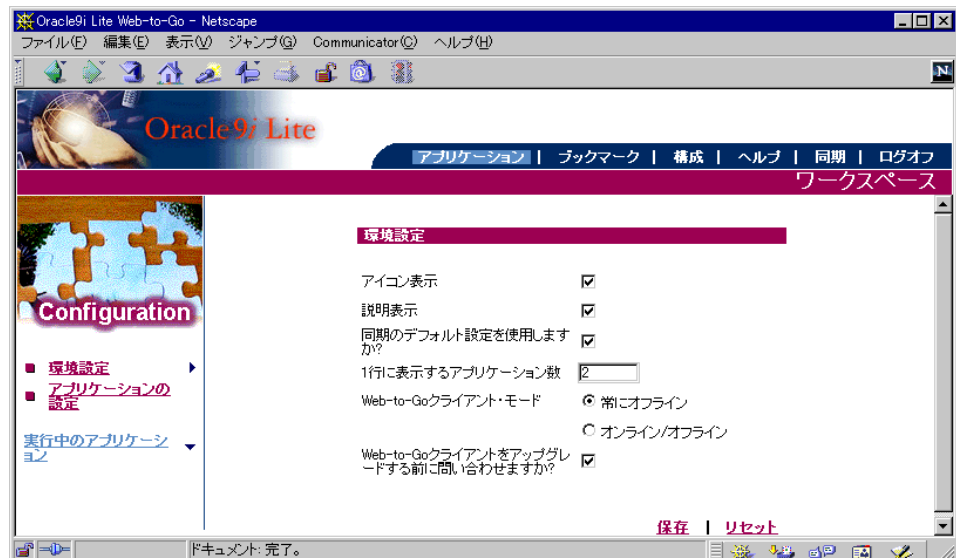 Oracle9i Lite Web-to-Go - Netscape
ファイル(F) 編集(E) 表示(V) ジャンプ(G) Communicator(C) ヘルプ(H)
N
Oracle9i Lite
アプリケーション | ブックマーク | 構成 | ヘルプ | 同期 | ログオフ
ワークスペース
Configuration
環境設定
アプリケーションの
設定
実行中のアプリケーシ
ョン
環境設定
アイコン表示
説明表示
同期のデフォルト設定を使用します
か?
1行に表示するアプリケーション数 2
Web-to-Goクライアント・モード 常にオフライン
オンライン/オフライン
Web-to-Goクライアントをアップグレ
ードする前に問い合わせますか?
保存 | リセット
ドキュメント: 完了。